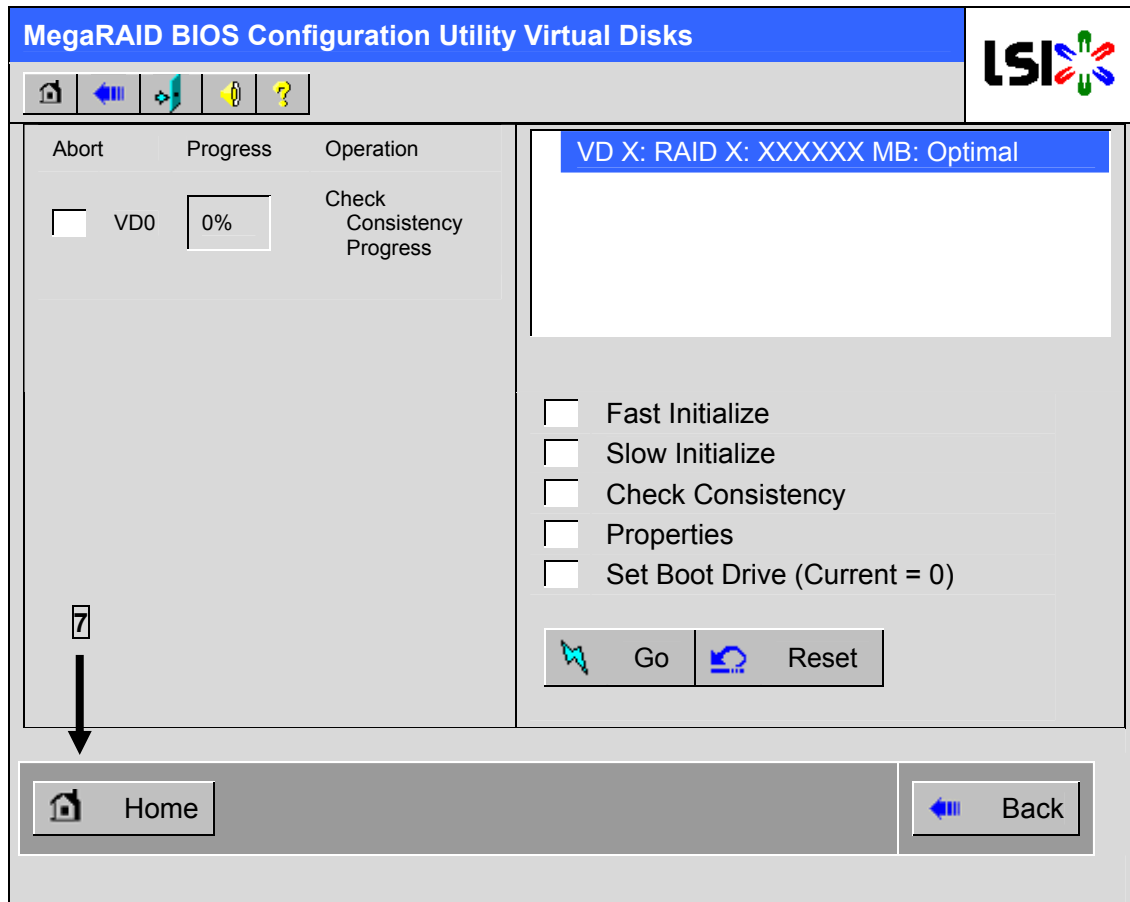 MegaRAID BIOS Configuration Utility Virtual Disks
LSI
Abort Progress Operation
VD0 0% Check
Consistency
Progress
VD X: RAID X: XXXXXX MB: Optimal
Fast Initialize
Slow Initialize
Check Consistency
Properties
Set Boot Drive (Current = 0)
Go Reset
7
Home Back